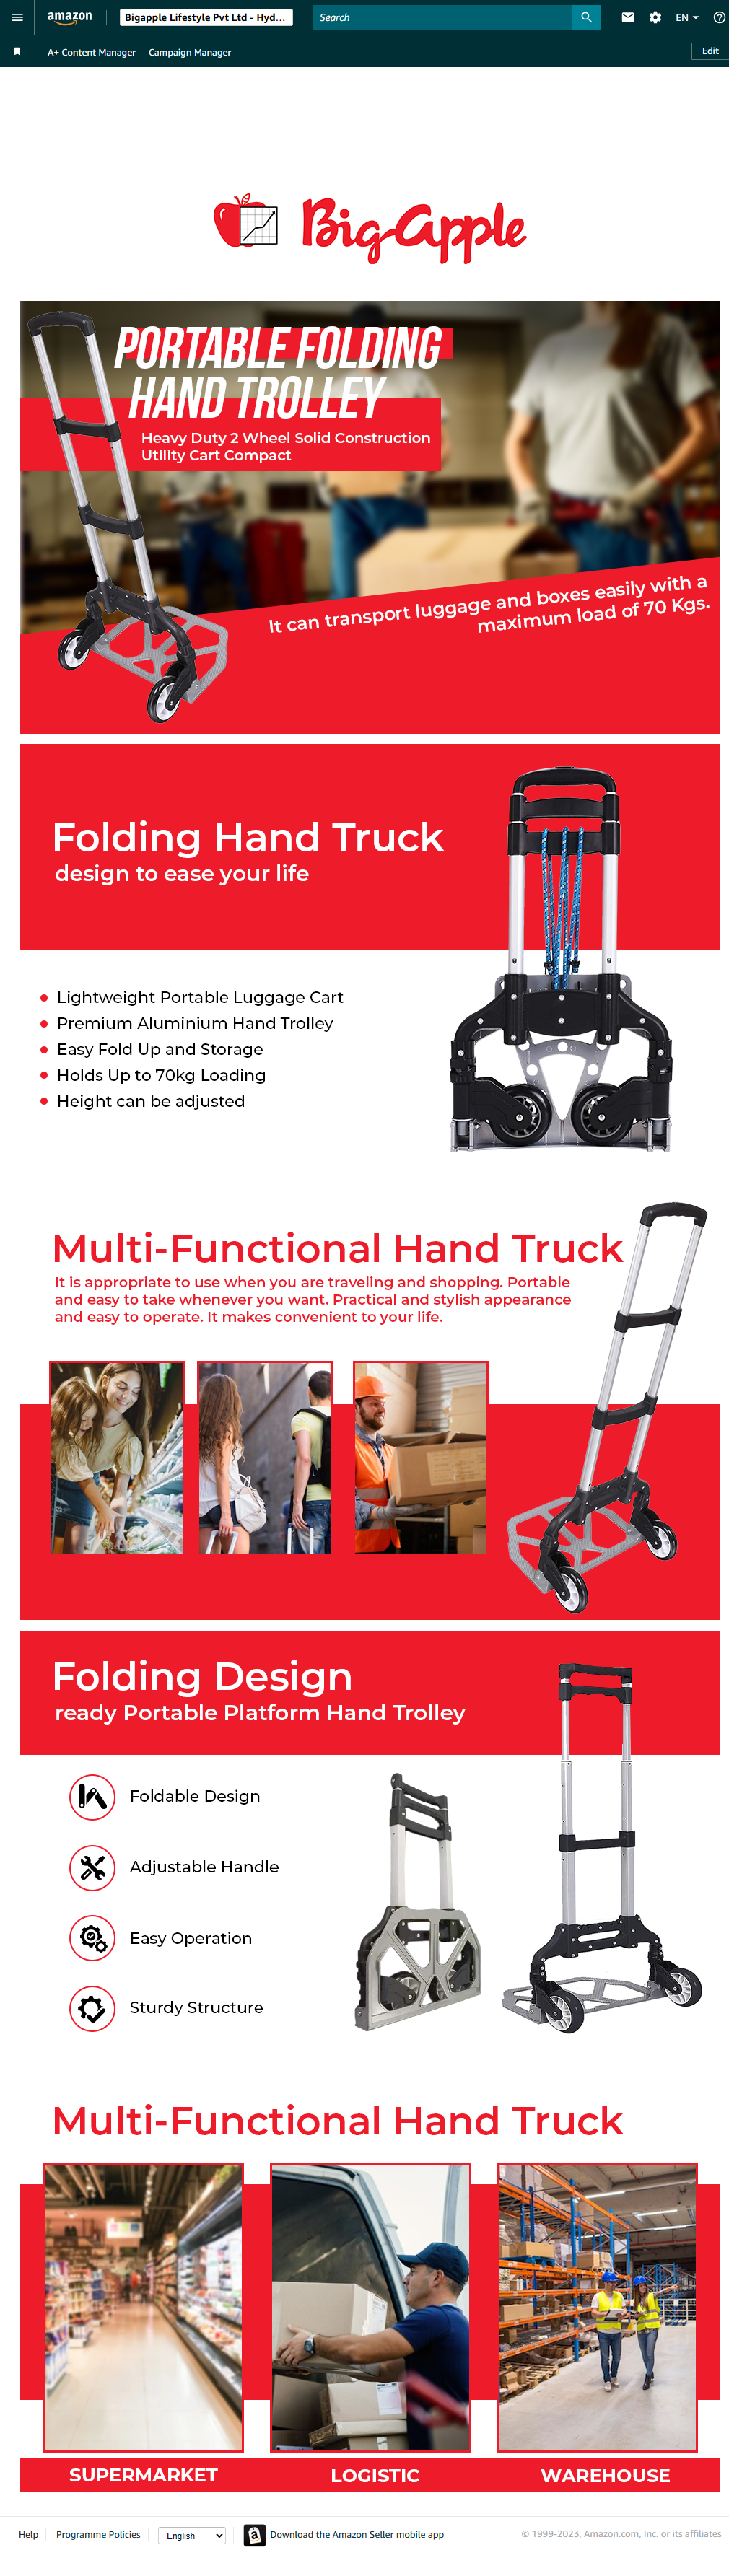 amazon
Bigapple Lifestyle Pvt Ltd - Hyd...
Search
EN
A+ Content Manager
Campaign Manager
Edit
Big Apple
PORTABLE FOLDING
HAND TROLLEY
Heavy Duty 2 Wheel Solid Construction
Utility Cart Compact
It can transport luggage and boxes easily with a
maximum load of 70 Kgs.
Folding Hand Truck
design to ease your life
Lightweight Portable Luggage Cart
Premium Aluminium Hand Trolley
Easy Fold Up and Storage
Holds Up to 70kg Loading
Height can be adjusted
Multi-Functional Hand Truck
It is appropriate to use when you are traveling and shopping. Portable
and easy to take whenever you want. Practical and stylish appearance
and easy to operate. It makes convenient to your life.
Folding Design
ready Portable Platform Hand Trolley
Foldable Design
Adjustable Handle
Easy Operation
Sturdy Structure
Multi-Functional Hand Truck
SUPERMARKET
LOGISTIC
WAREHOUSE
Help
Programme Policies
English
Download the Amazon Seller mobile app
© 1999-2023, Amazon.com, Inc. or its affiliates